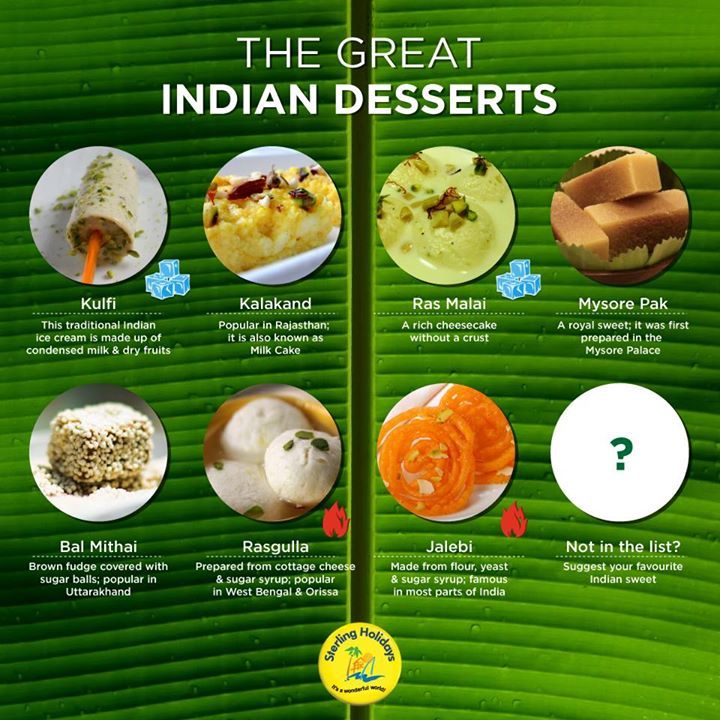 THE GREAT
INDIAN DESSERTS
Kulfi
This traditional Indian
ice cream is made up of
condensed milk & dry fruits
Kalakand
Popular in Rajasthan;
it is also known as
Milk Cake
Ras Malai
A rich cheesecake
without a crust
Mysore Pak
A royal sweet; it was first
prepared in the
Mysore Palace
Bal Mithai
Brown fudge covered with
sugar balls; popular in
Uttarakhand
Rasgulla
Prepared from cottage cheese
& sugar syrup; popular
in West Bengal & Orissa
Jalebi
Made from flour, yeast
& sugar syrup; famous
in most parts of India
?
Not in the list?
Suggest your favourite
Indian sweet
Sterling Holidays
It's a wonderful world!